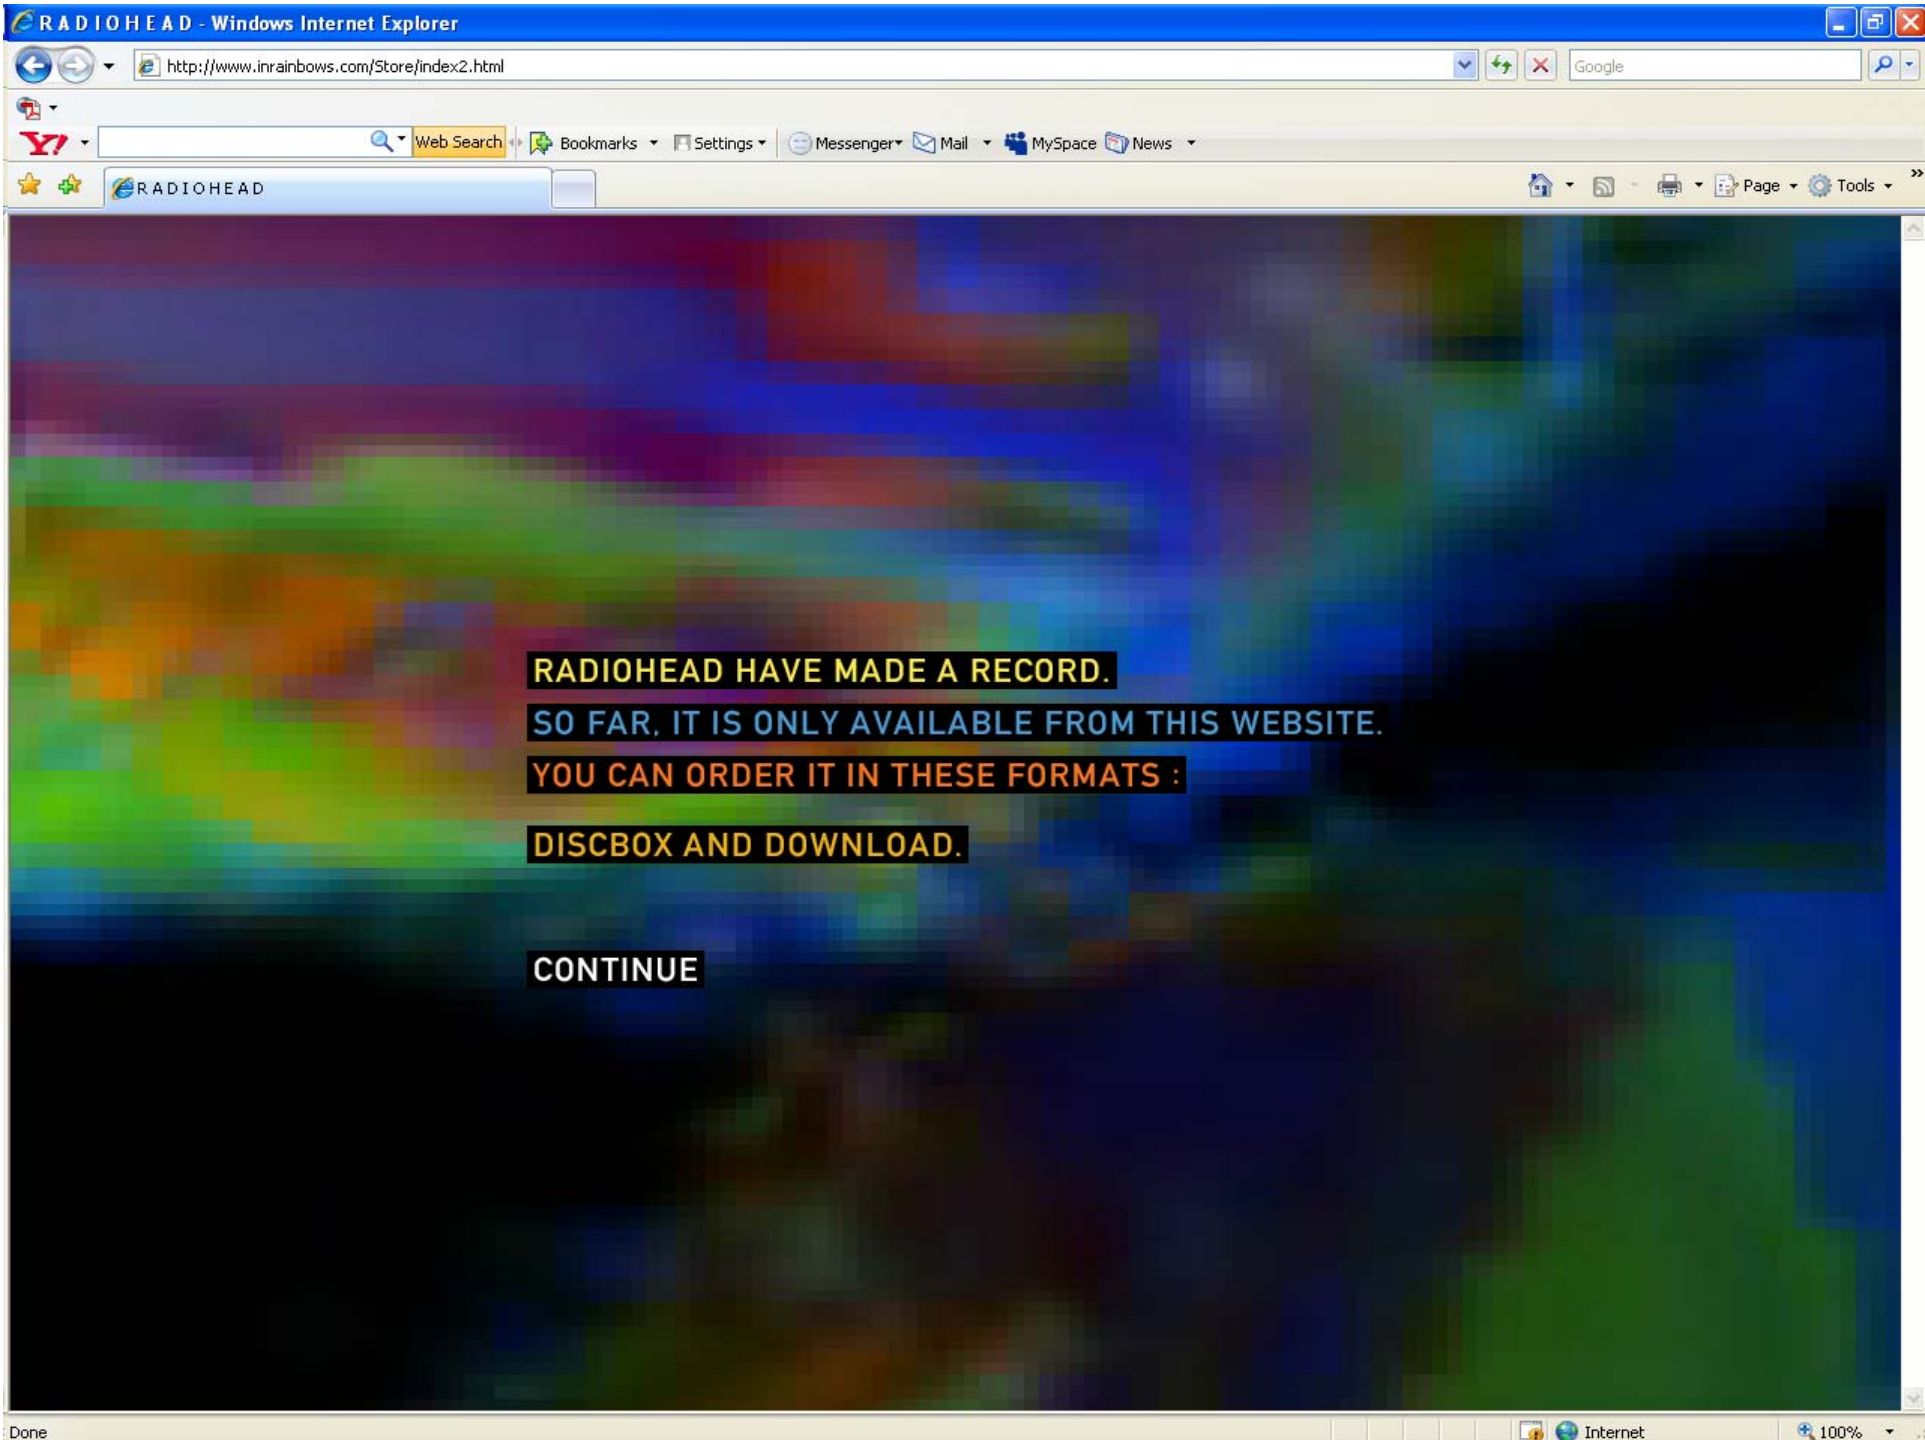 R A D I O H E A D - Windows Internet Explorer
http://www.inrainbows.com/Store/index2.html
Google
Y!
Web Search
Bookmarks
Settings
Messenger
Mail
MySpace
News
R A D I O H E A D
Page
Tools
»
RADIOHEAD HAVE MADE A RECORD.
SO FAR, IT IS ONLY AVAILABLE FROM THIS WEBSITE.
YOU CAN ORDER IT IN THESE FORMATS :
DISCBOX AND DOWNLOAD.
CONTINUE
Done
Internet
100%